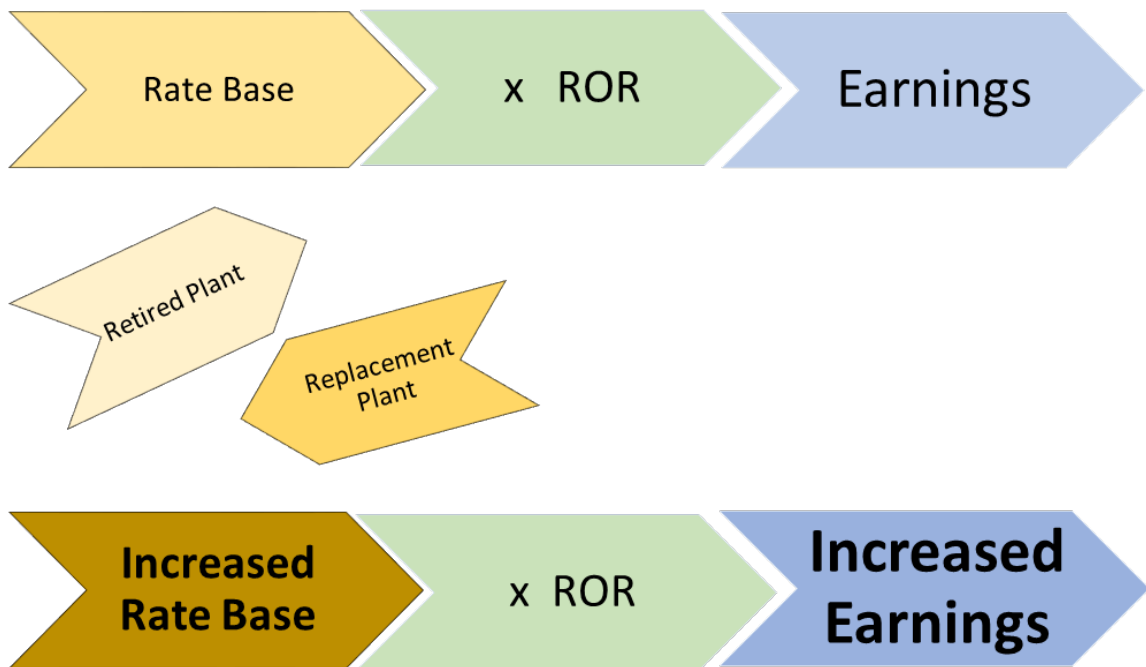 Rate Base
x ROR
Earnings
Retired Plant
Replacement
Plant
Increased
Rate Base
x ROR
Increased
Earnings